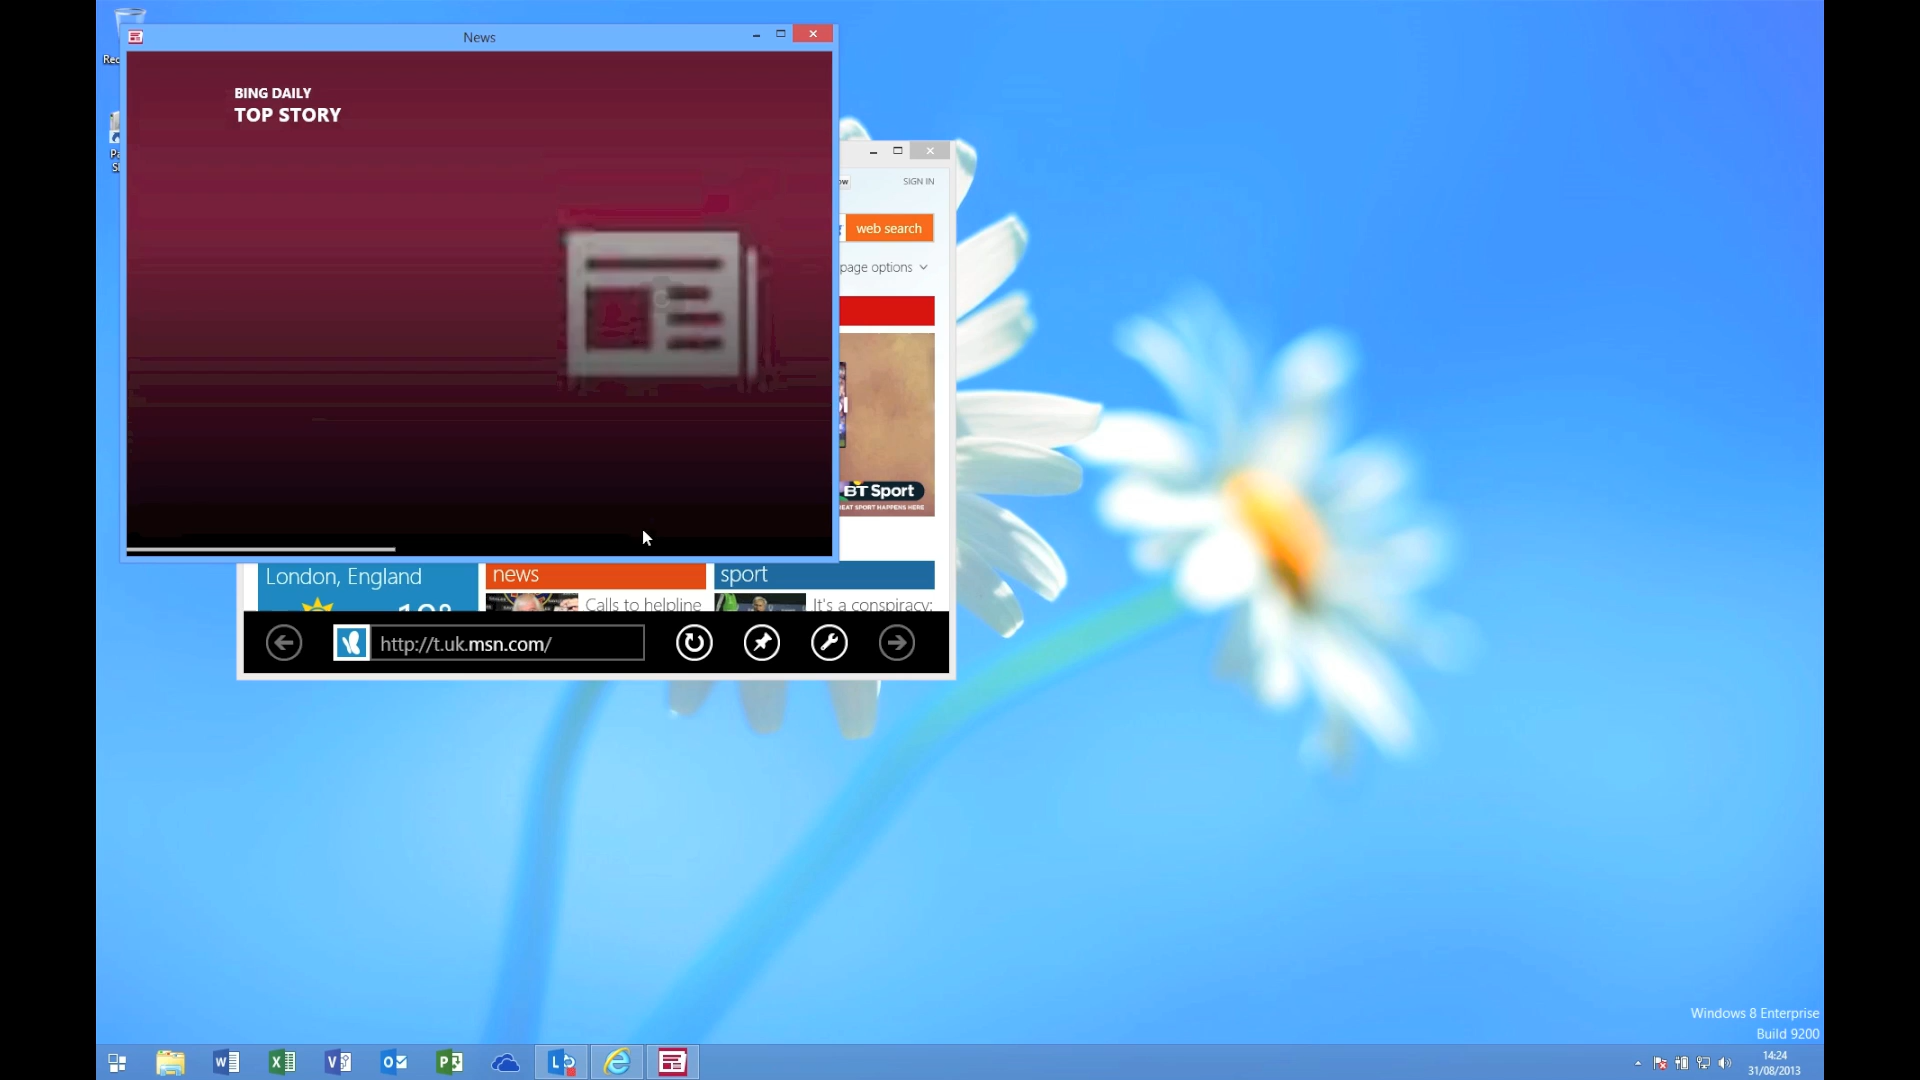 News
BING DAILY
TOP STORY
SIGN IN
web search
page options
BT Sport
London, England
news
sport
Calls to helpline
It's a conspiracy:
http://t.uk.msn.com/
Windows 8 Enterprise
Build 9200
14:24
31/08/2013